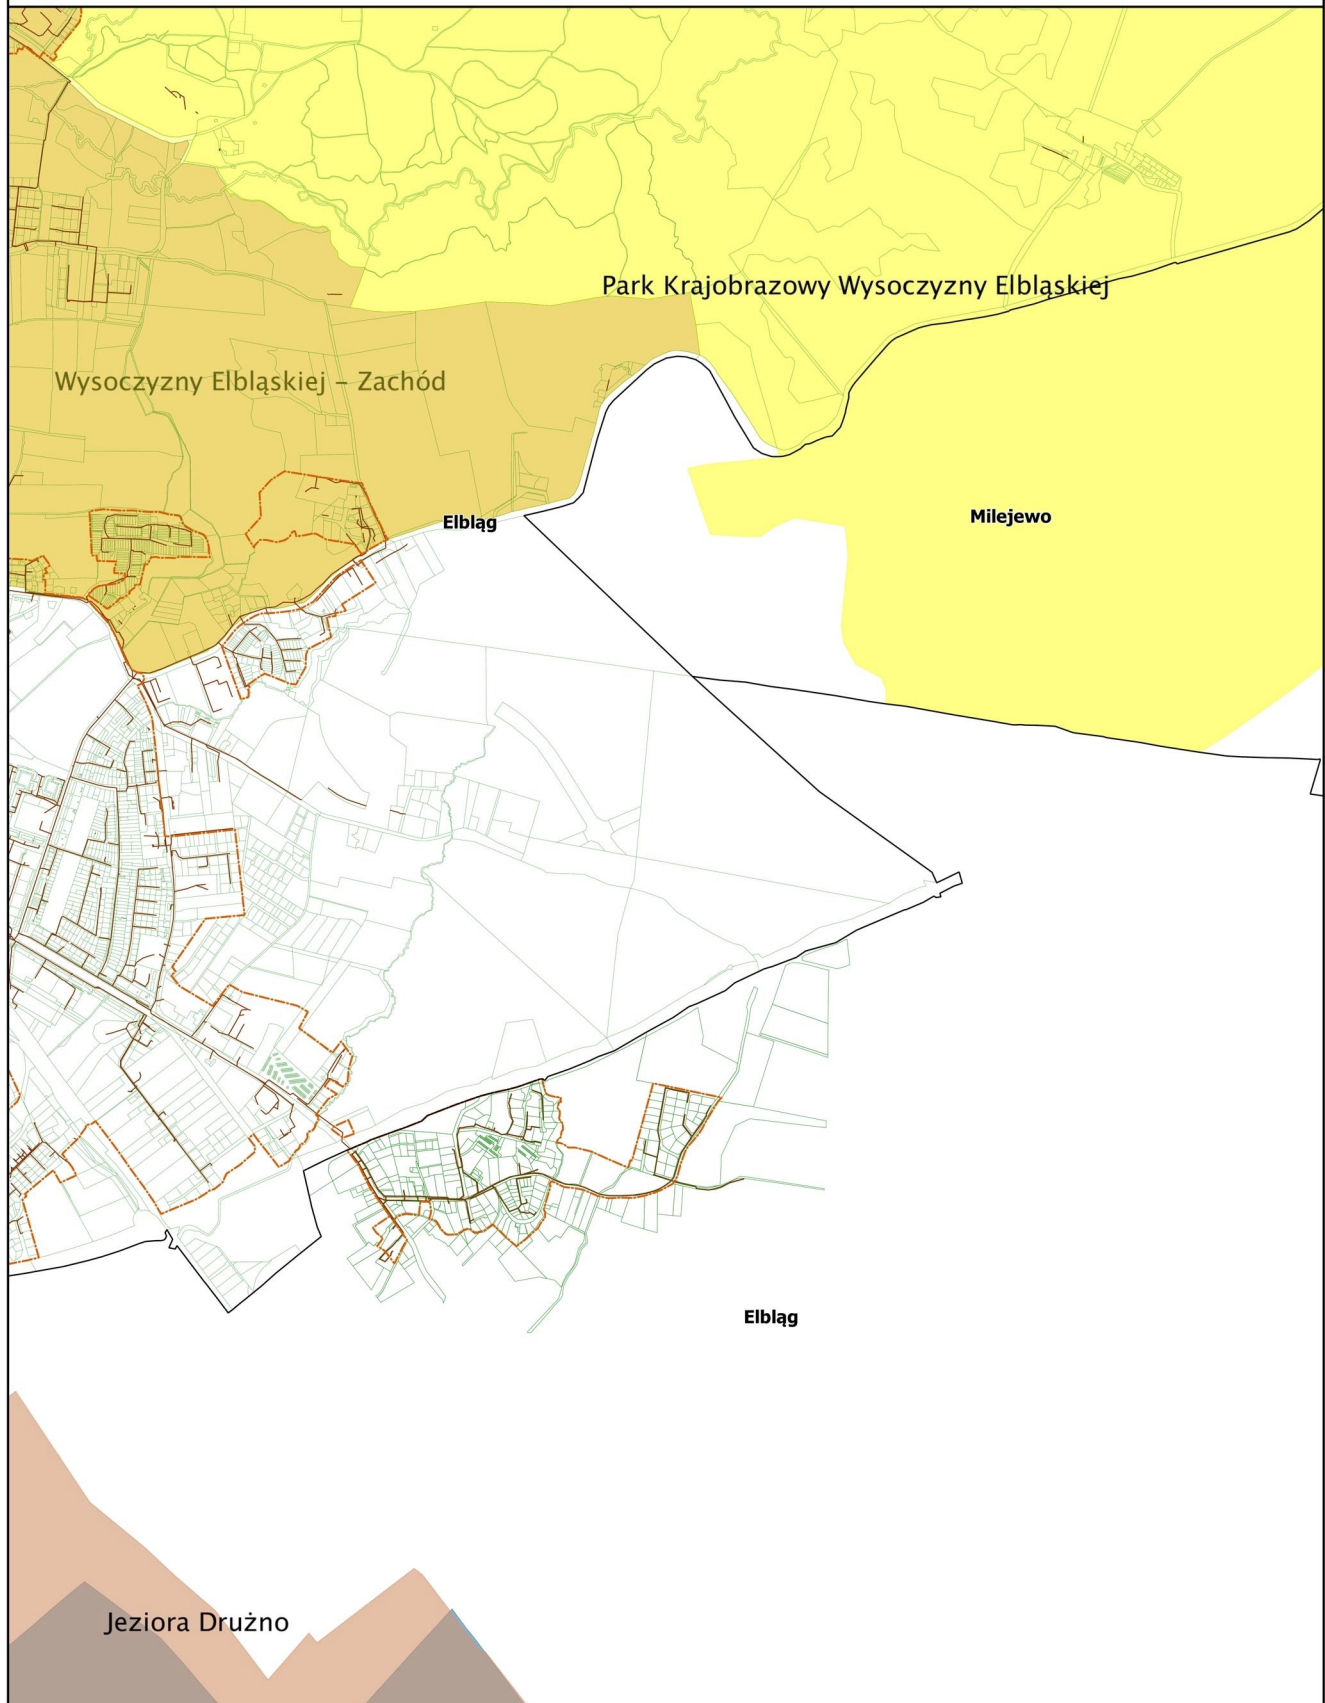 Park Krajobrazowy Wysoczyzny Elbląskiej
Wysoczyzny Elbląskiej – Zachód
Elbląg
Milejewo
Elbląg
Jeziora Drużno